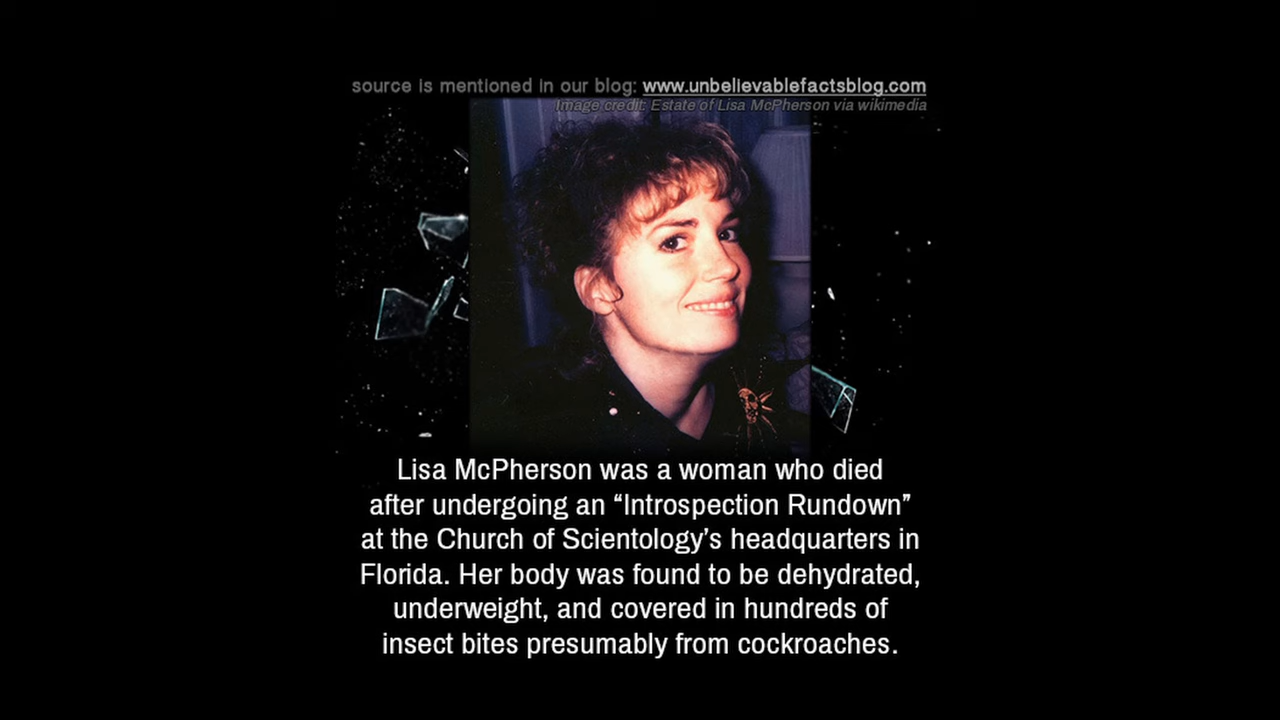 source is mentioned in our blog: www.unbelievablefactsblog.com
Image credit: Estate of Lisa McPherson via wikimedia
Lisa McPherson was a woman who died
after undergoing an “Introspection Rundown”
at the Church of Scientology’s headquarters in
Florida. Her body was found to be dehydrated,
underweight, and covered in hundreds of
insect bites presumably from cockroaches.